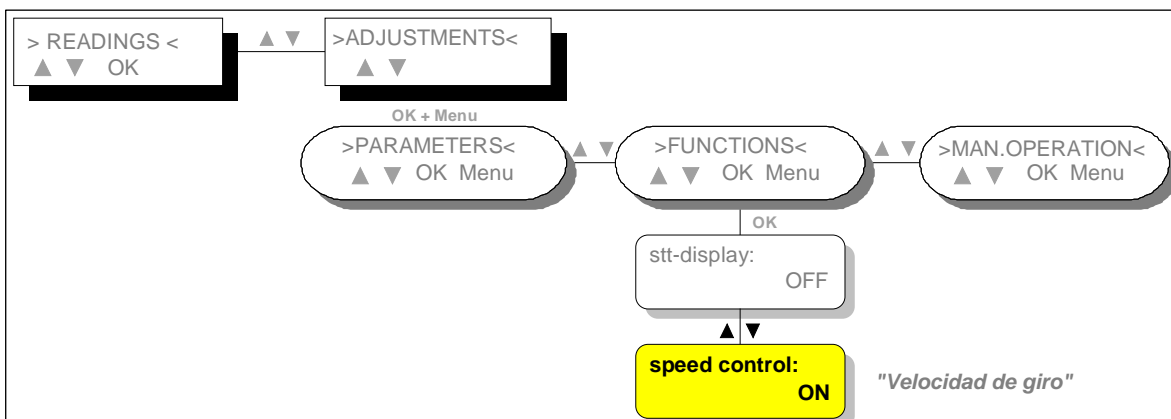 > READINGS <
▲ ▼ OK
▲ ▼
>ADJUSTMENTS<
▲ ▼
OK + Menu
>PARAMETERS<
▲ ▼ OK Menu
▲ ▼
>FUNCTIONS<
▲ ▼ OK Menu
▲ ▼
>MAN.OPERATION<
▲ ▼ OK Menu
OK
stt-display:
OFF
▲ ▼
speed control:
ON
"Velocidad de giro"